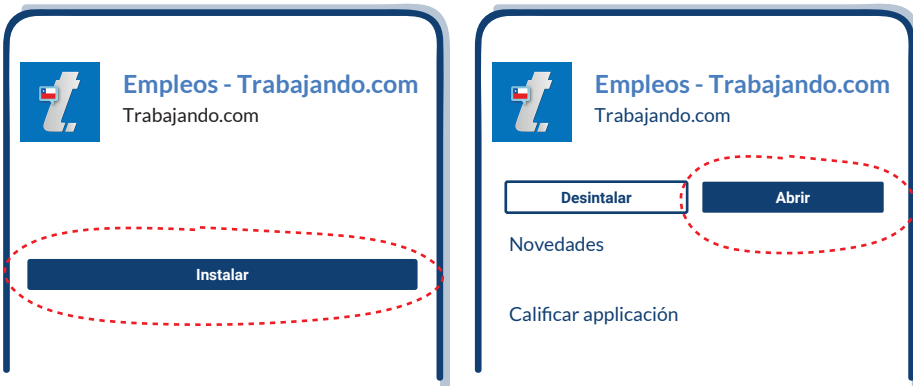 Empleos - Trabajando.com
Trabajando.com
Instalar
Empleos - Trabajando.com
Trabajando.com
Desintalar
Abrir
Novedades
Calificar applicación